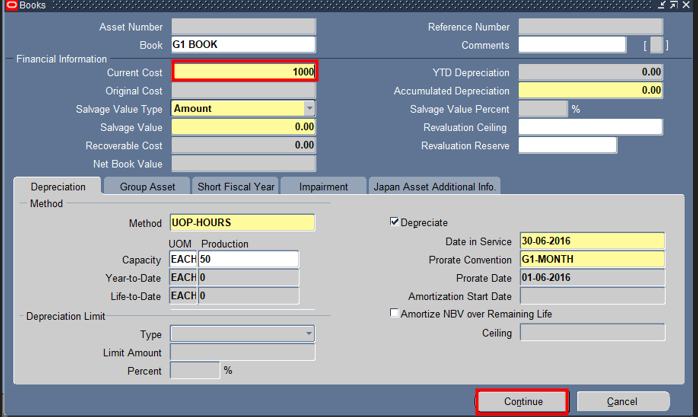 Books
Asset Number Reference Number
Book G1 BOOK Comments [ ]
Financial Information
Current Cost 1000 YTD Depreciation 0.00
Original Cost Accumulated Depreciation 0.00
Salvage Value Type Amount Salvage Value Percent %
Salvage Value 0.00 Revaluation Ceiling
Recoverable Cost 0.00 Revaluation Reserve
Net Book Value
Depreciation Group Asset Short Fiscal Year Impairment Japan Asset Additional Info.
Method
Method UOP-HOURS Depreciate
UOM Production Date in Service 30-06-2016
Capacity EACH 50 Prorate Convention G1-MONTH
Year-to-Date EACH 0 Prorate Date 01-06-2016
Life-to-Date EACH 0 Amortization Start Date
Depreciation Limit Amortize NBV over Remaining Life
Type Ceiling
Limit Amount
Percent %
Continue Cancel